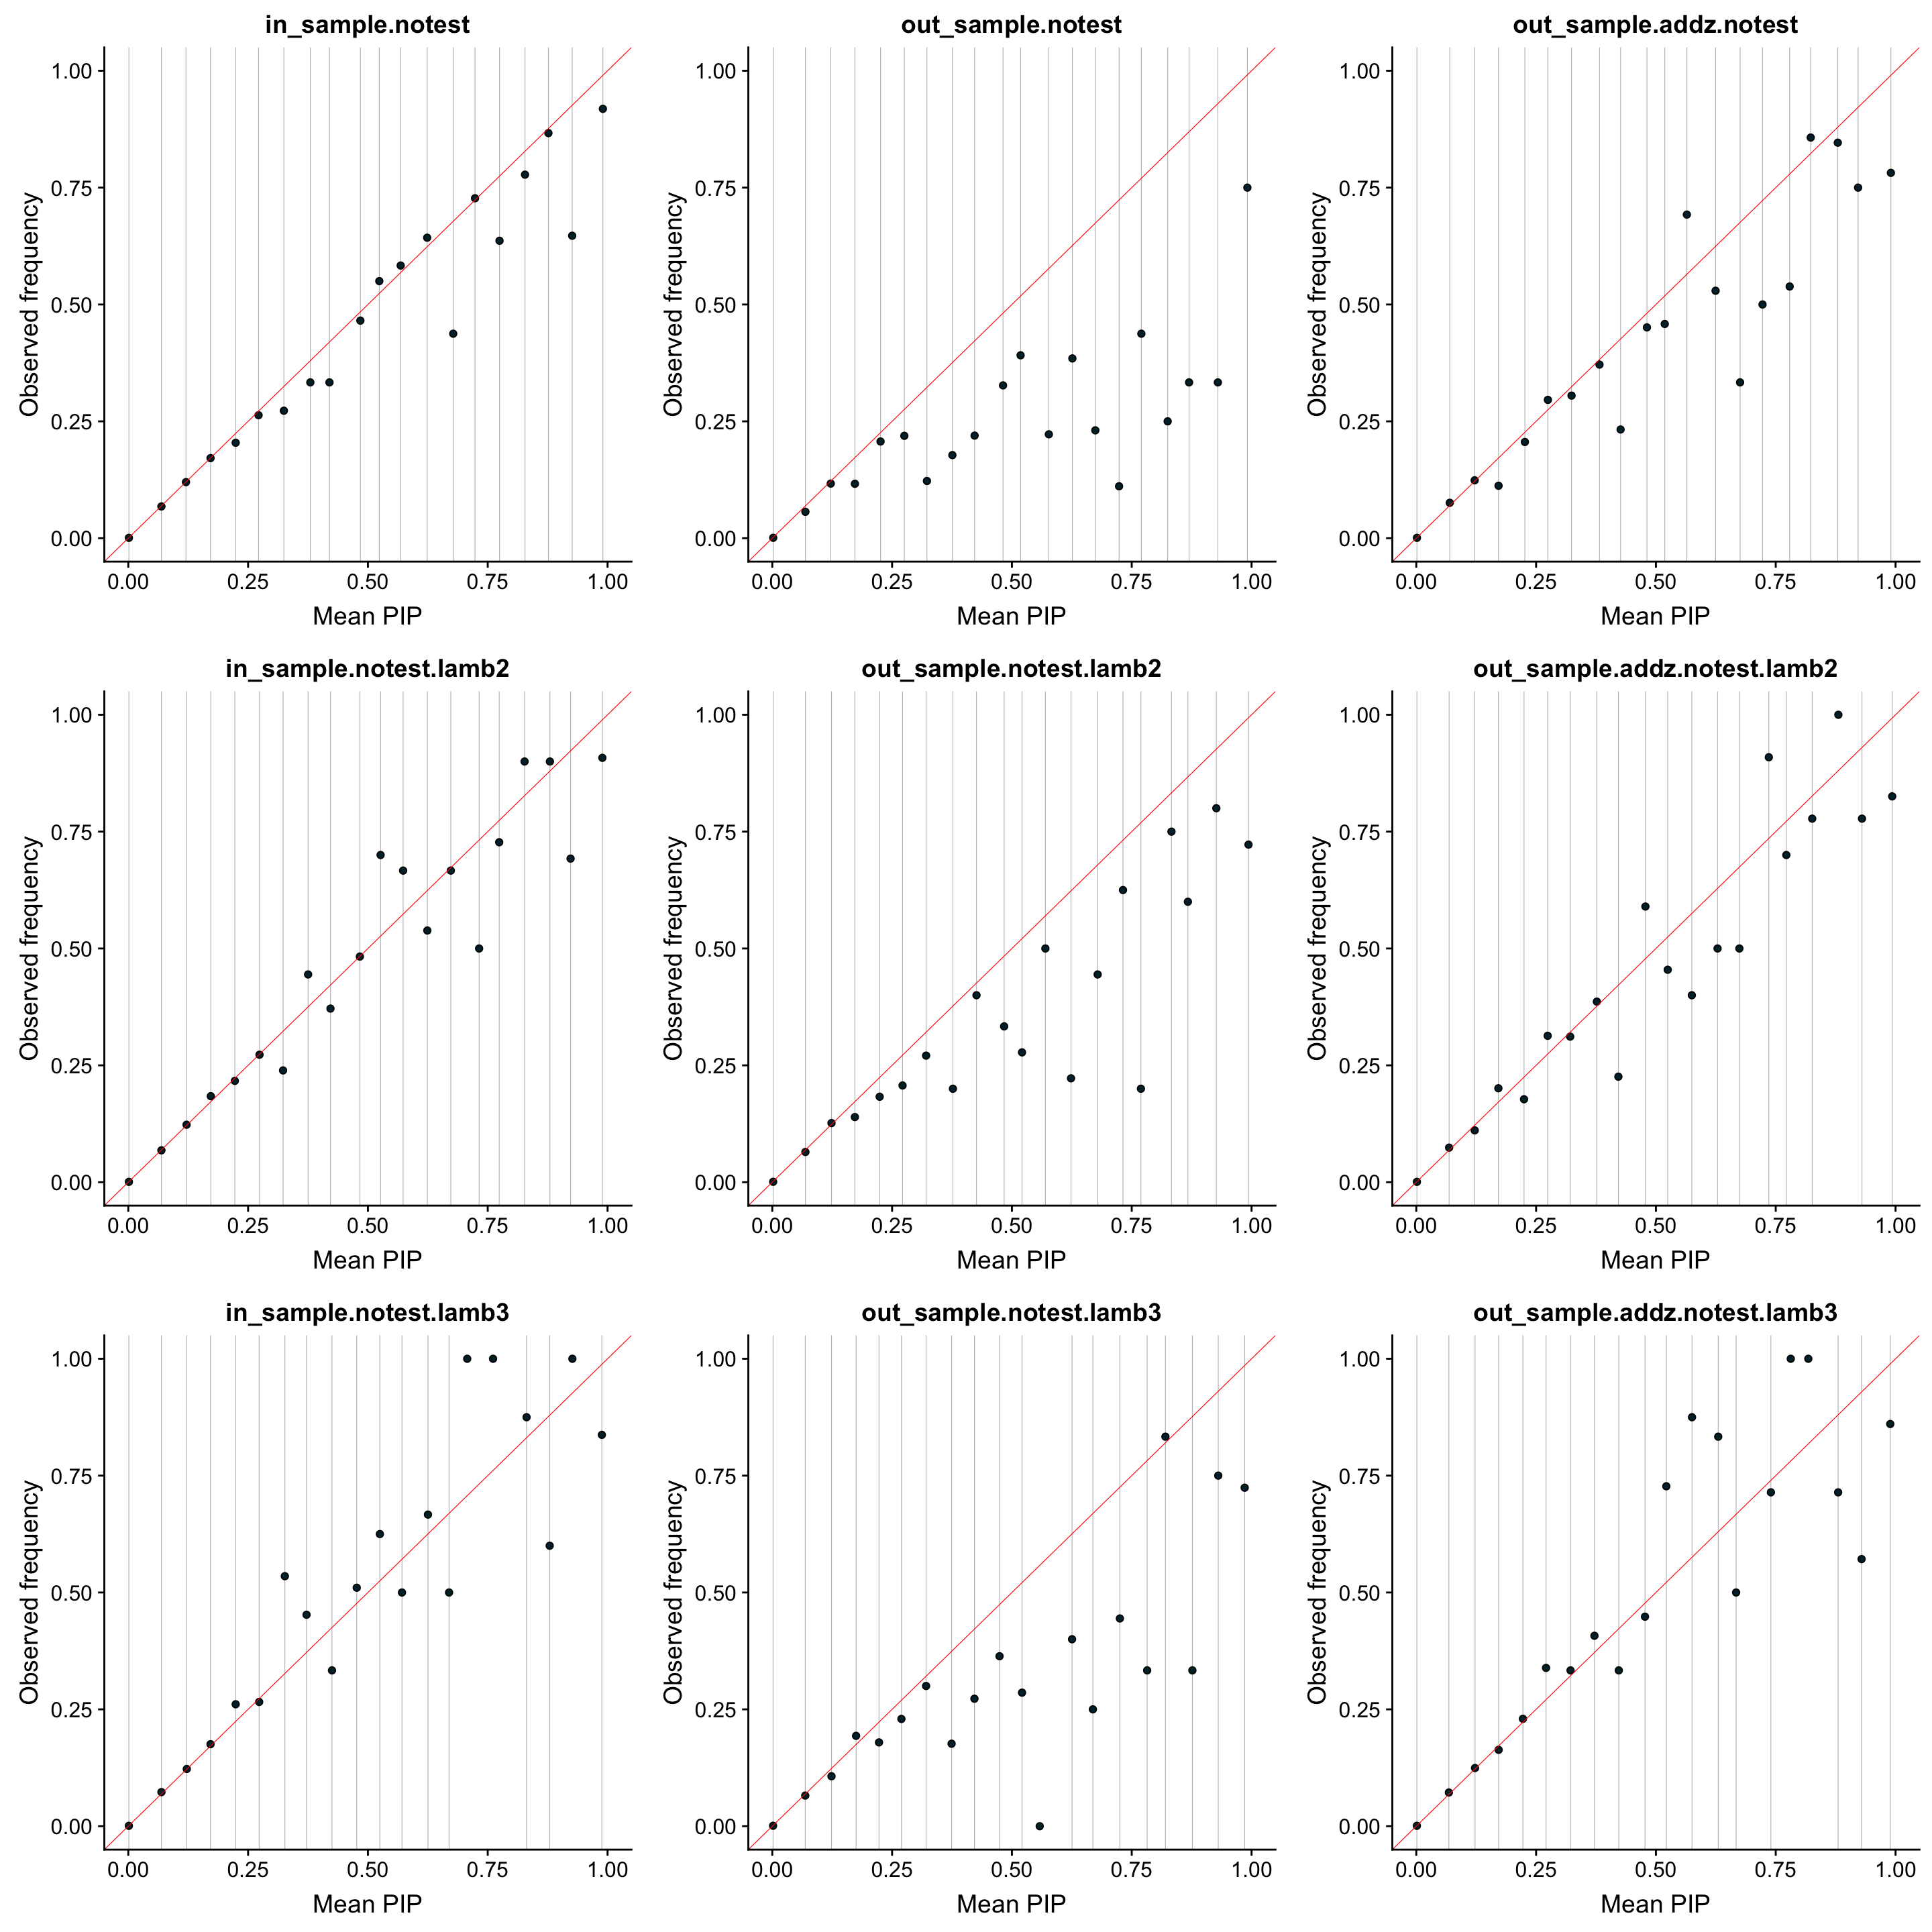 in_sample.notest
out_sample.notest
out_sample.addz.notest
1.00
0.75
0.50
0.25
0.00
Observed frequency
0.00 0.25 0.50 0.75 1.00
Mean PIP
1.00
0.75
0.50
0.25
0.00
Observed frequency
0.00 0.25 0.50 0.75 1.00
Mean PIP
1.00
0.75
0.50
0.25
0.00
Observed frequency
0.00 0.25 0.50 0.75 1.00
Mean PIP
in_sample.notest.lamb2
out_sample.notest.lamb2
out_sample.addz.notest.lamb2
1.00
0.75
0.50
0.25
0.00
Observed frequency
0.00 0.25 0.50 0.75 1.00
Mean PIP
1.00
0.75
0.50
0.25
0.00
Observed frequency
0.00 0.25 0.50 0.75 1.00
Mean PIP
1.00
0.75
0.50
0.25
0.00
Observed frequency
0.00 0.25 0.50 0.75 1.00
Mean PIP
in_sample.notest.lamb3
out_sample.notest.lamb3
out_sample.addz.notest.lamb3
1.00
0.75
0.50
0.25
0.00
Observed frequency
0.00 0.25 0.50 0.75 1.00
Mean PIP
1.00
0.75
0.50
0.25
0.00
Observed frequency
0.00 0.25 0.50 0.75 1.00
Mean PIP
1.00
0.75
0.50
0.25
0.00
Observed frequency
0.00 0.25 0.50 0.75 1.00
Mean PIP